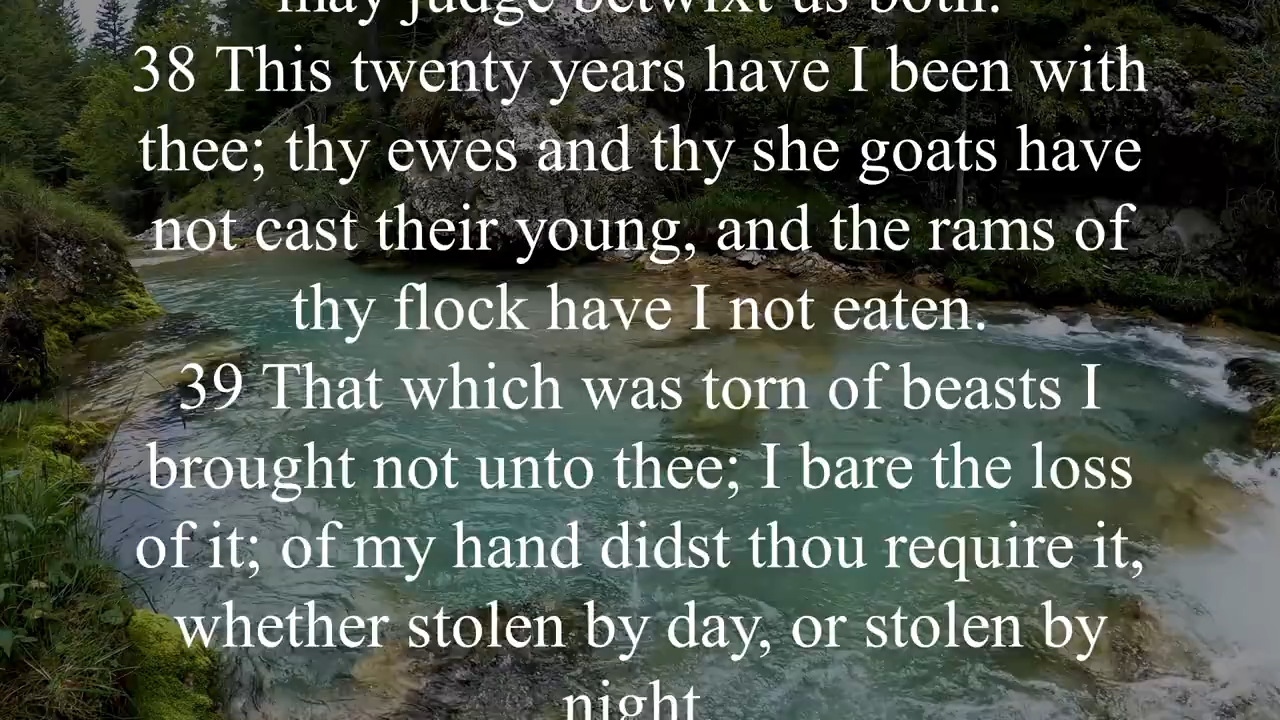 may judge betwixt us both.
38 This twenty years have I been with
thee; thy ewes and thy she goats have
not cast their young, and the rams of
thy flock have I not eaten.
39 That which was torn of beasts I
brought not unto thee; I bare the loss
of it; of my hand didst thou require it,
whether stolen by day, or stolen by
night